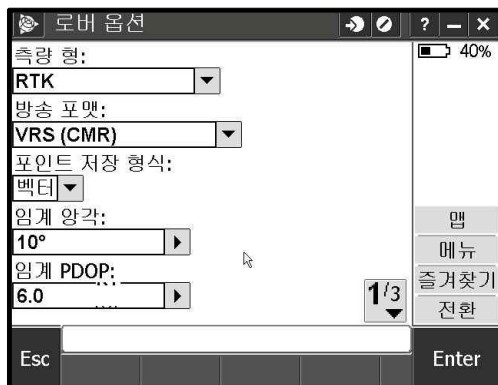 로버 옵션 ? – ×
측량 형:
40%
RTK
방송 포맷:
VRS (CMR)
포인트 저장 형식:
벡터
임계 앙각:
10°
임계 PDOP:
6.0
1/3
맵
메뉴
즐겨찾기
전환
Esc
Enter